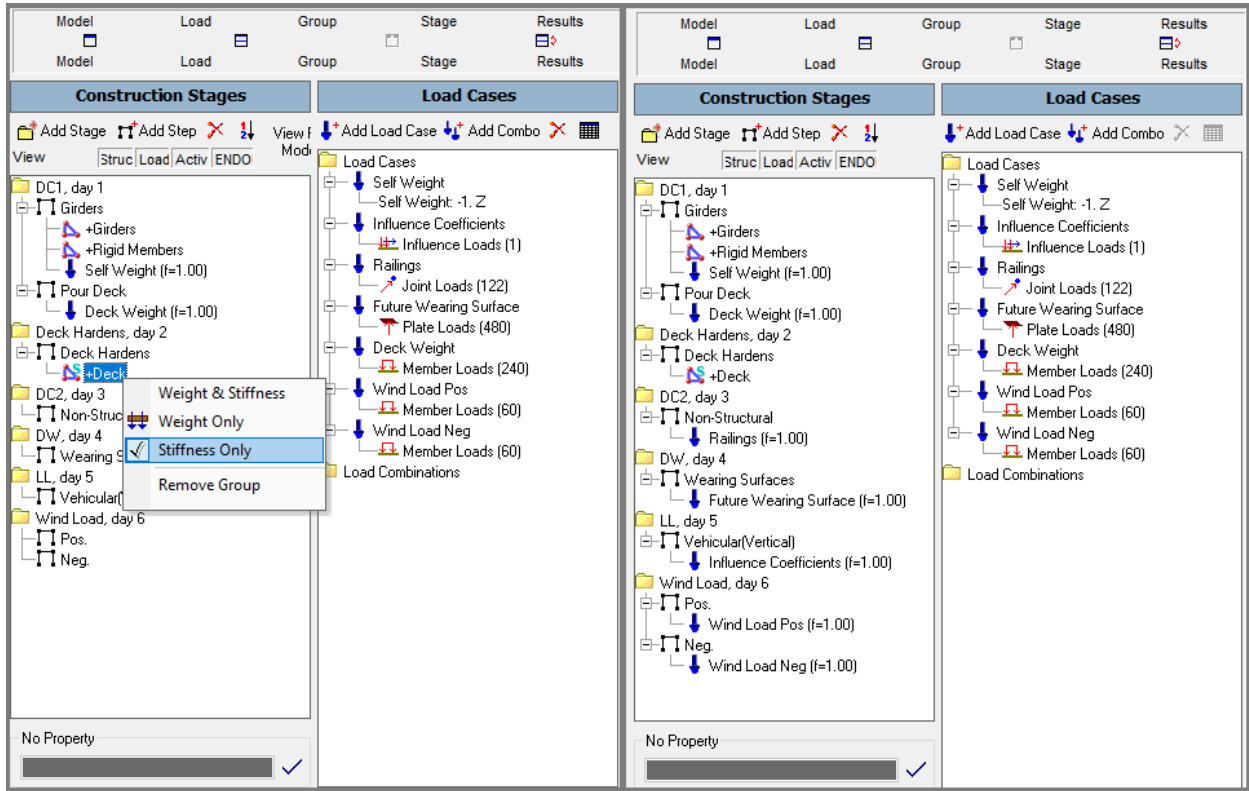 Model Load Group Stage Results
Model Load Group Stage Results
Construction Stages
Add Stage Add Step View
Mod
View Struc Load Activ ENDO
DC1, day 1
Girders
+Girders
+Rigid Members
Self Weight (f=1.00)
Pour Deck
Deck Weight (f=1.00)
Deck Hardens, day 2
Deck Hardens
+Deck
DC2, day 3
Non-Struc
DW, day 4
Wearing S
LL, day 5
Vehicular(
Wind Load, day 6
Pos.
Neg.
Weight & Stiffness
Weight Only
Stiffness Only
Remove Group
No Property
Load Cases
Add Load Case Add Combo
Load Cases
Self Weight
Self Weight: -1. Z
Influence Coefficients
Influence Loads (1)
Railings
Joint Loads (122)
Future Wearing Surface
Plate Loads (480)
Deck Weight
Member Loads (240)
Wind Load Pos
Member Loads (60)
Wind Load Neg
Member Loads (60)
Load Combinations
Model Load Group Stage Results
Model Load Group Stage Results
Construction Stages
Add Stage Add Step
View Struc Load Activ ENDO
DC1, day 1
Girders
+Girders
+Rigid Members
Self Weight (f=1.00)
Pour Deck
Deck Weight (f=1.00)
Deck Hardens, day 2
Deck Hardens
+Deck
DC2, day 3
Non-Structural
Railings (f=1.00)
DW, day 4
Wearing Surfaces
Future Wearing Surface (f=1.00)
LL, day 5
Vehicular(Vertical)
Influence Coefficients (f=1.00)
Wind Load, day 6
Pos.
Wind Load Pos (f=1.00)
Neg.
Wind Load Neg (f=1.00)
No Property
Load Cases
Add Load Case Add Combo
Load Cases
Self Weight
Self Weight: -1. Z
Influence Coefficients
Influence Loads (1)
Railings
Joint Loads (122)
Future Wearing Surface
Plate Loads (480)
Deck Weight
Member Loads (240)
Wind Load Pos
Member Loads (60)
Wind Load Neg
Member Loads (60)
Load Combinations